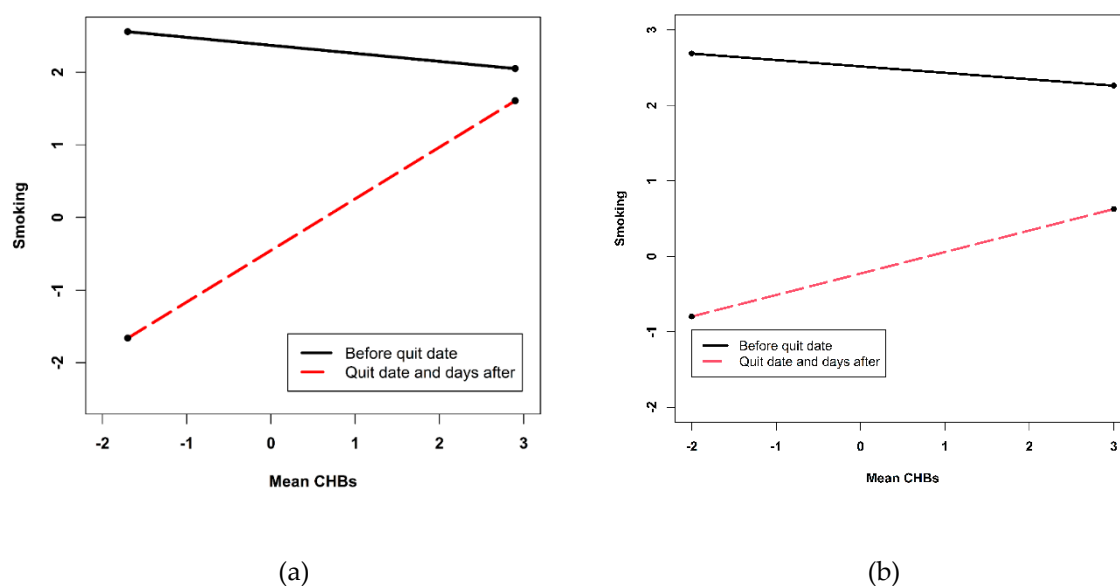 2
1
0
-1
-2
Smoking
Before quit date
Quit date and days after
-2 -1 0 1 2 3
Mean CHBs
(a)
3
2
1
0
-1
-2
Smoking
Before quit date
Quit date and days after
-2 -1 0 1 2 3
Mean CHBs
(b)